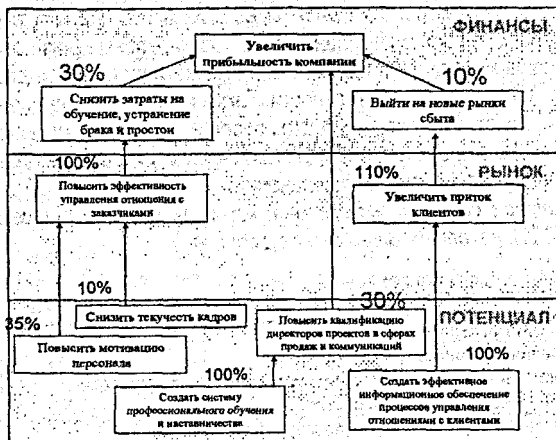 ФИНАНСЫ
Увеличить
прибыльность компании
30%
10%
Снизить затраты на
обучение, устранение
брака и простои
Выйти на новые рынки
сбыта
100%
110%
РЫНОК
Повысить эффективность
управления отношения с
заказчиками
Увеличить приток
клиентов
10%
30%
Снизить текучесть кадров
ПОТЕНЦИАЛ
35%
Повысить мотивацию
персонала
Повысить квалификацию
директоров проектов в сферах
продаж и коммуникаций
100%
100%
Создать систему
профессионального обучения
и наставничества
Создать эффективное
информационное обеспечение
процессов управления
отношениями с клиентами